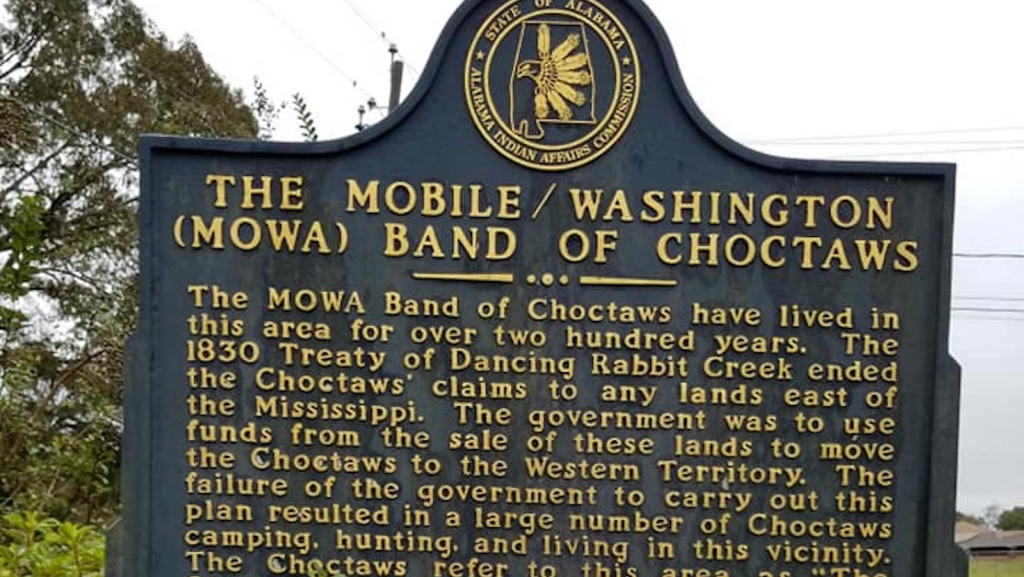 STATE OF ALABAMA
ALABAMA INDIAN AFFAIRS COMMISSION
THE MOBILE/WASHINGTON
(MOWA) BAND OF CHOCTAWS
The MOWA Band of Choctaws have lived in
this area for over two hundred years. The
1830 Treaty of Dancing Rabbit Creek ended
the Choctaws' claims to any lands east of
the Mississippi. The government was to use
funds from the sale of these lands to move
the Choctaws to the Western Territory. The
failure of the government to carry out this
plan resulted in a large number of Choctaws
camping, hunting, and living in this vicinity.
The Choctaws refer to this area as "The